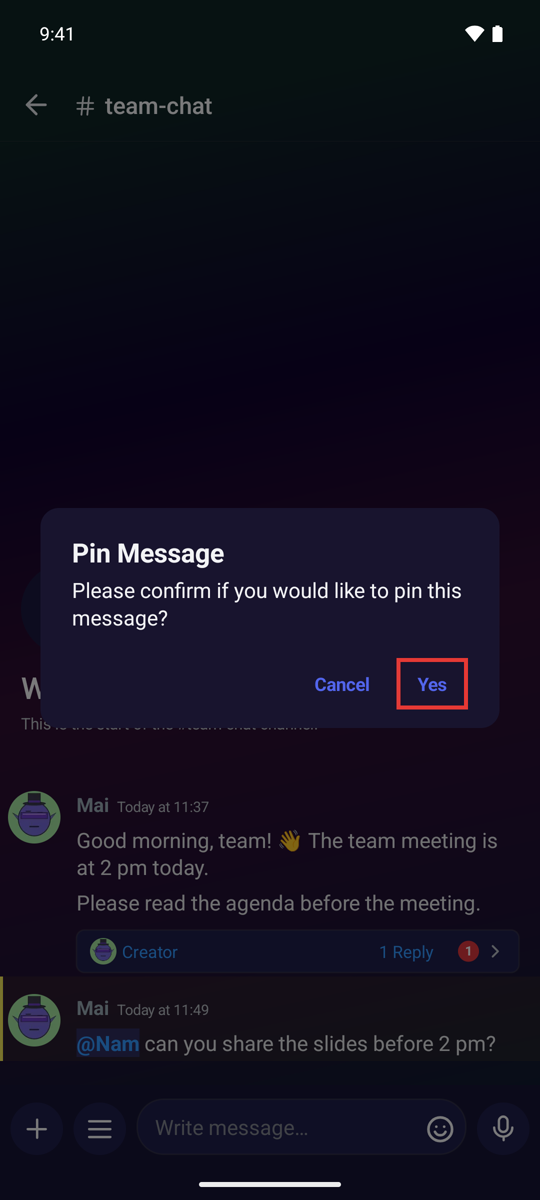 9:41
# team-chat
Pin Message
Please confirm if you would like to pin this
message?
Cancel Yes
W
Mai Today at 11:37
Good morning, team! 👋 The team meeting is
at 2 pm today.
Please read the agenda before the meeting.
Creator 1 Reply 1
Mai Today at 11:49
@Nam can you share the slides before 2 pm?
Write message...